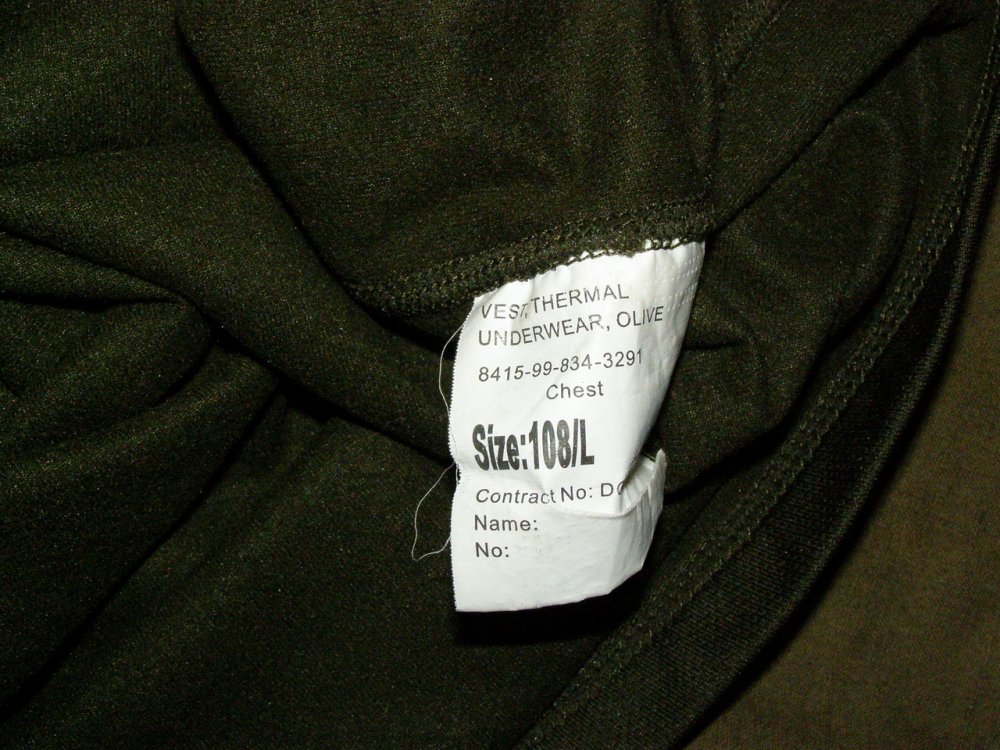 VEST, THERMAL
UNDERWEAR, OLIVE
8415-99-834-3291
Chest
Size:108/L
Contract No:
Name:
No: